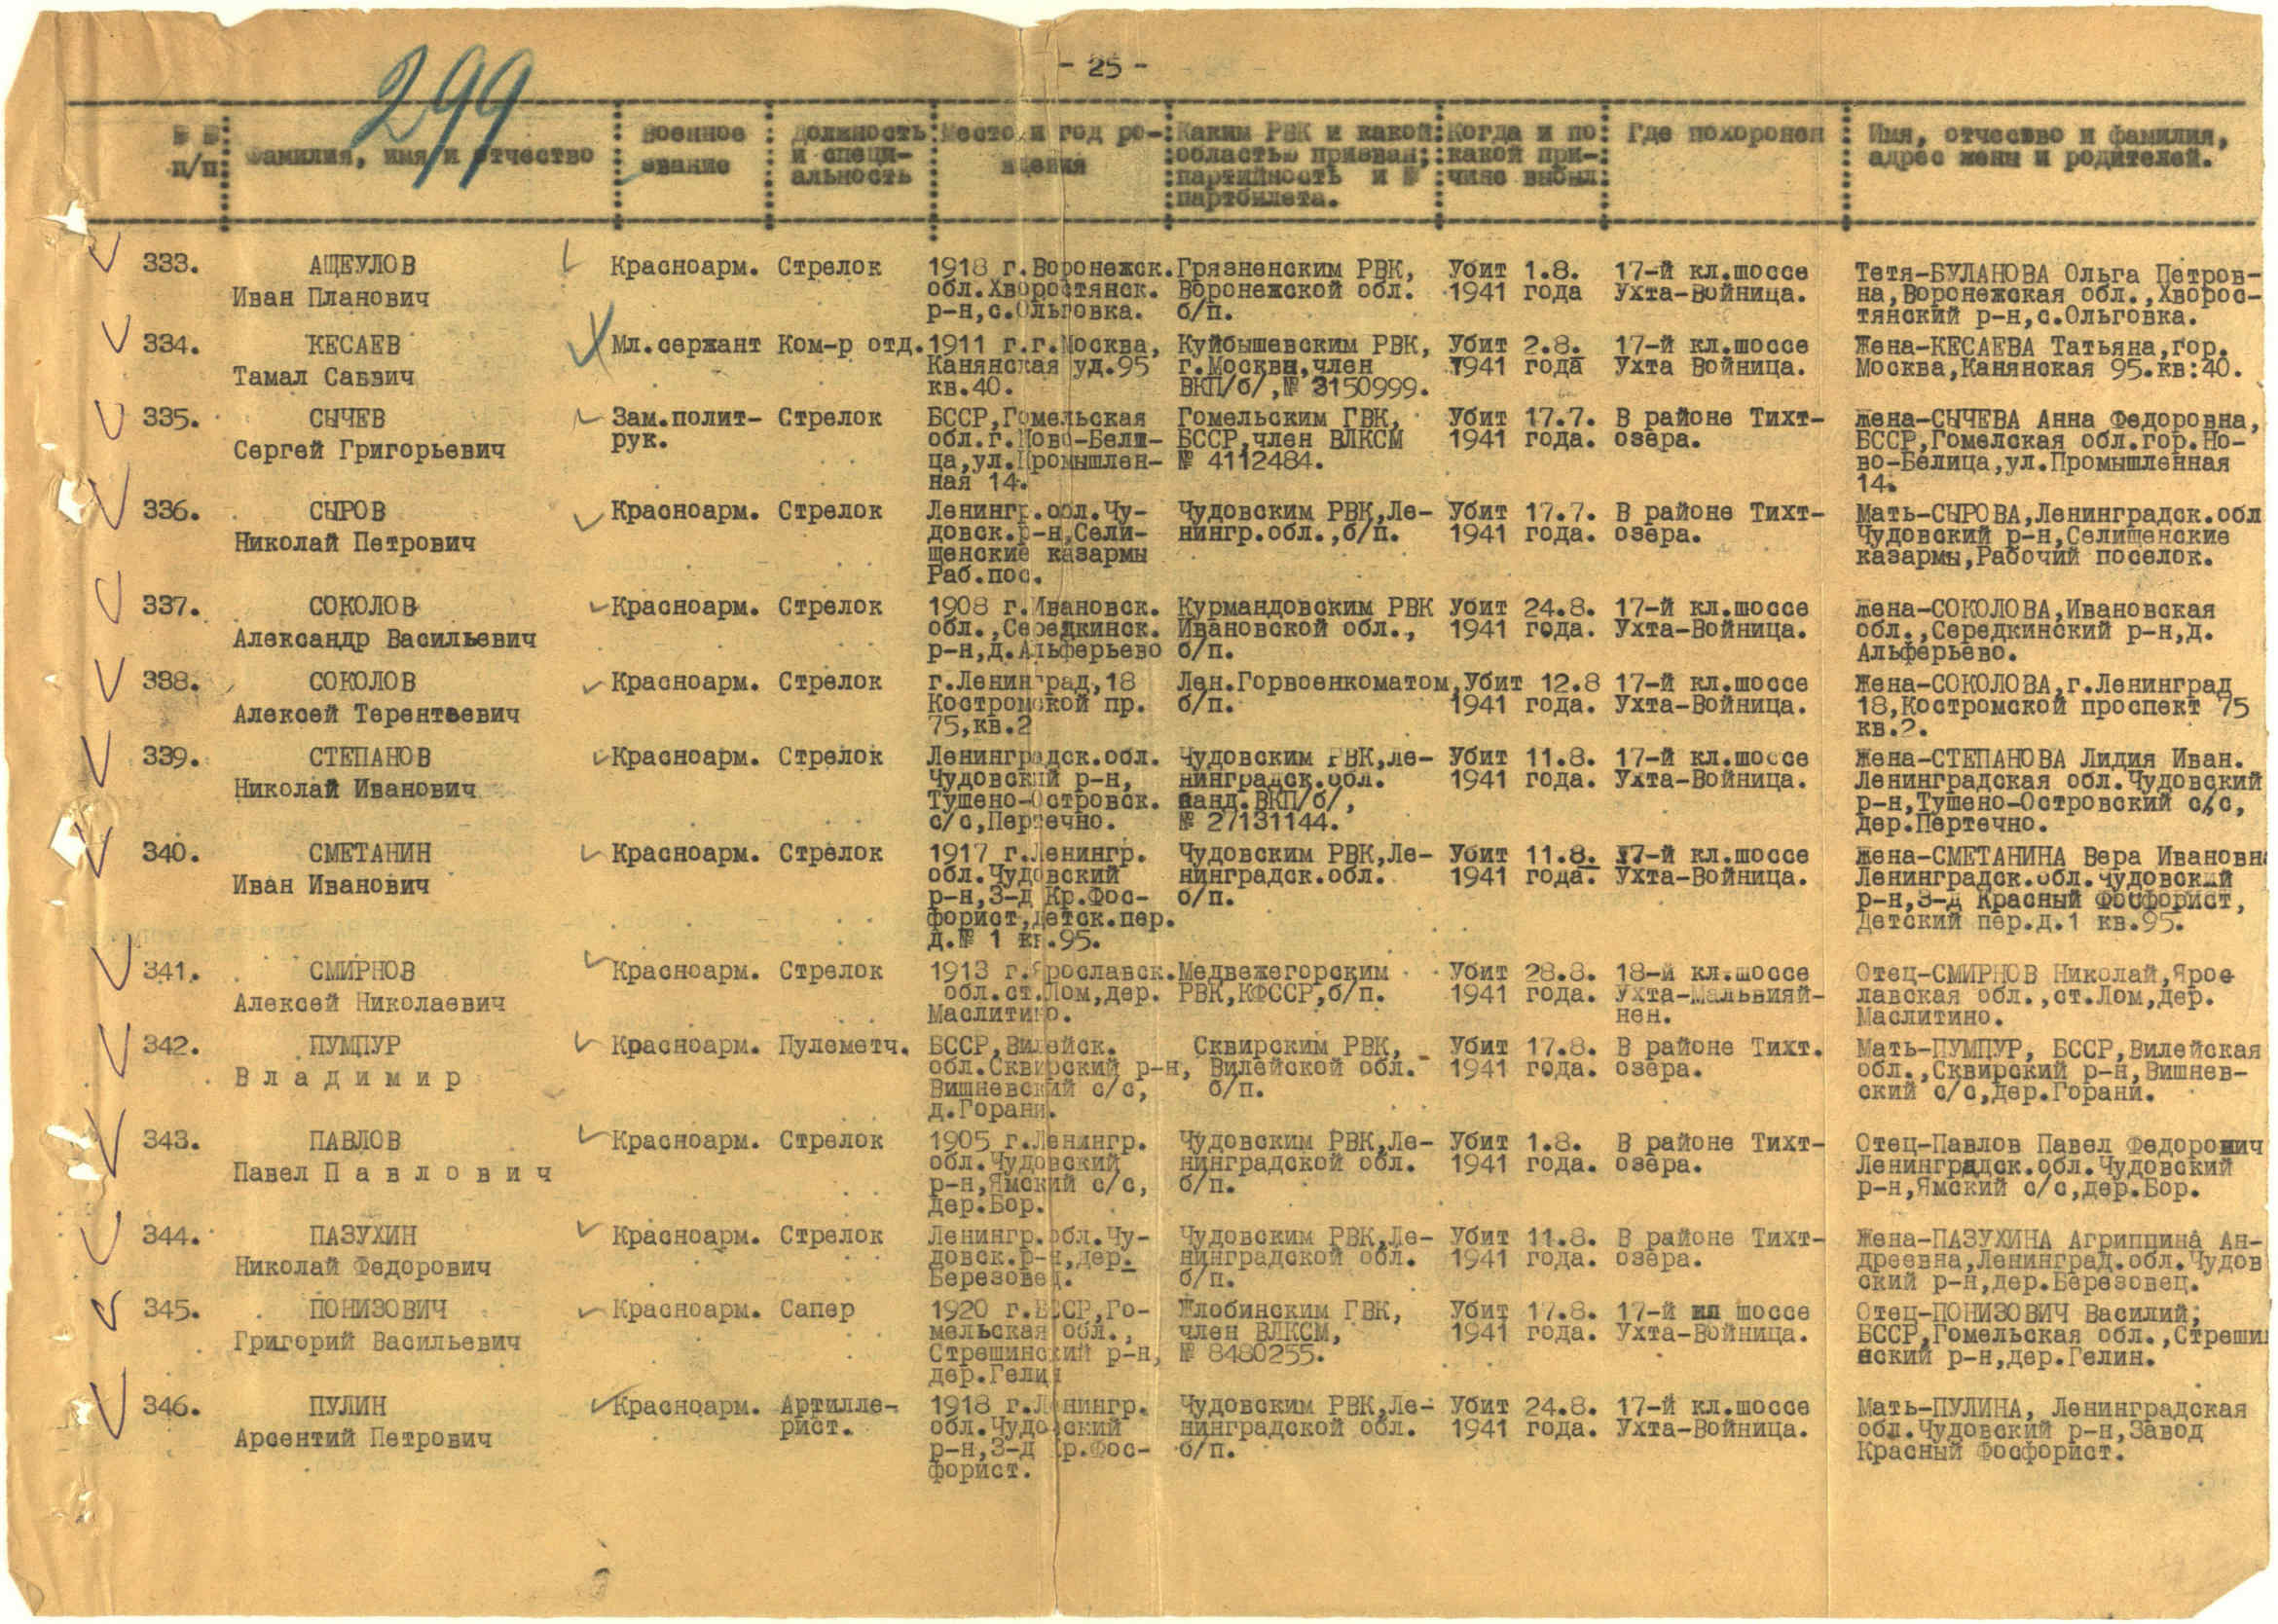 299
- 25 -
№ №
п/п
Фамилия, имя и отчество
Военное
звание
Должность
и специ-
альность
Место и год ро-
ждения
Каким РВК и какой
областью призван,
партийность и №
партбилета.
Когда и по
какой при-
чине выбыл.
Где похоронен
Имя, отчество и фамилия,
адрес жены и родителей.
333. АЩЕУЛОВ Красноарм. Стрелок 1918 г.Воронежск. Грязненским РВК, Убит 1.8. 17-й кл.шоссе Тетя-БУЛАНОВА Ольга Петров-
Иван Планович обл.Хворостянск. Воронежской обл. 1941 года Ухта-Войница. на,Воронежская обл.,Хворос-
р-н,с.Ольговка. б/п. тянский р-н,с.Ольговка.
334. КЕСАЕВ Мл.сержант Ком-р отд. 1911 г.г.Москва, Куйбышевским РВК, Убит 2.8. 17-й кл.шоссе Жена-КЕСАЕВА Татьяна,гор.
Тамал Савзич Канянская уд.95 г.Москвы,член 1941 года Ухта Войница. Москва,Канянская 95.кв:40.
кв.40. ВКП/б/,№ 3150999.
335. СЫЧЕВ Зам.полит- Стрелок БССР,Гомельская Гомельским ГВК, Убит 17.7. В районе Тихт- Жена-СЫЧЕВА Анна Федоровна,
Сергей Григорьевич рук. обл.г.Ново-Бели- БССР,член ВЛКСМ 1941 года. озера. БССР,Гомелская обл.гор.Но-
ца,ул.Промышлен- № 4112484. во-Белица,ул.Промышленная
ная 14. 14.
336. СЫРОВ Красноарм. Стрелок Ленингр.обл.Чу- Чудовским РВК,Ле- Убит 17.7. В районе Тихт- Мать-СЫРОВА,Ленинградск.обл
Николай Петрович довск.р-н,Сели- нингр.обл.,б/п. 1941 года. озера. Чудовский р-н,Селищенские
щенские казармы казармы,Рабочий поселок.
Раб.пос.
337. СОКОЛОВ Красноарм. Стрелок 1908 г.Ивановск. Курмандовским РВК Убит 24.8. 17-й кл.шоссе Жена-СОКОЛОВА,Ивановская
Александр Васильевич обл.,Середкинск. Ивановской обл., 1941 года. Ухта-Войница. обл.,Середкинский р-н,д.
р-н,д.Альферьево б/п. Альферьево.
338. СОКОЛОВ Красноарм. Стрелок г.Ленинград,18 Лен.Горвоенкоматом, Убит 12.8 17-й кл.шоссе Жена-СОКОЛОВА,г.Ленинград
Алексей Терентьевич Костромской пр. б/п. 1941 года. Ухта-Войница. 18,Костромской проспект 75
75,кв.2 кв.2.
339. СТЕПАНОВ Красноарм. Стрелок Ленинградск.обл. Чудовским РВК,Ле- Убит 11.8. 17-й кл.шоссе Жена-СТЕПАНОВА Лидия Иван.
Николай Иванович Чудовский р-н, нинградск.обл. 1941 года. Ухта-Войница. Ленинградская обл.Чудовский
Тушено-Островск. канд.ВКП/б/, р-н,Тушено-Островский с/с,
с/с,Пертечно. № 27131144. дер.Пертечно.
340. СМЕТАНИН Красноарм. Стрелок 1917 г.Ленингр. Чудовским РВК,Ле- Убит 11.8. 17-й кл.шоссе Жена-СМЕТАНИНА Вера Ивановна
Иван Иванович обл.Чудовский нинградск.обл. 1941 года. Ухта-Войница. Ленинградск.обл.Чудовский
р-н,З-д Кр.Фос- б/п. р-н,З-д Красный Фосфорист,
форист,Детск.пер. Детский пер.д.1 кв.95.
д.№ 1 кв.95.
341. СМИРНОВ Красноарм. Стрелок 1913 г.Ярославск. Медвежегорским Убит 28.8. 18-й кл.шоссе Отец-СМИРНОВ Николай,Ярос-
Алексей Николаевич обл.ст.Лом,дер. РВК,КФССР,б/п. 1941 года. Ухта-Мальвияй- лавская обл.,ст.Лом,дер.
Маслитино. нен. Маслитино.
342. ПУМПУР Красноарм. Пулеметч. БССР,Вилейск. Сквирским РВК, Убит 17.8. В районе Тихт. Мать-ПУМПУР, БССР,Вилейская
В л а д и м и р обл.Сквирский р-н, Вилейской обл. 1941 года. озера. обл.,Сквирский р-н,Вишнев-
Вишневский с/с, б/п. ский с/с,дер.Горани.
д.Горани.
343. ПАВЛОВ Красноарм. Стрелок 1905 г.Ленингр. Чудовским РВК,Ле- Убит 1.8. В районе Тихт- Отец-Павлов Павел Федорович
Павел П а в л о в и ч обл.Чудовский нинградской обл. 1941 года. озера. Ленинградск.обл.Чудовский
р-н,Ямский с/с, б/п. р-н,Ямский с/с,дер.Бор.
дер.Бор.
344. ПАЗУХИН Красноарм. Стрелок Ленингр.обл.Чу- Чудовским РВК,Ле- Убит 11.8. В районе Тихт- Жена-ПАЗУХИНА Агриппина Ан-
Николай Федорович довск.р-н,дер. нинградской обл. 1941 года. озера. дреевна,Ленинград.обл.Чудов
Березовец. б/п. ский р-н,дер.Березовец.
345. ПОНИЗОВИЧ Красноарм. Сапер 1920 г.БССР,Го- Жлобинским ГВК, Убит 17.8. 17-й кл шоссе Отец-ПОНИЗОВИЧ Василий;
Григорий Васильевич мельская обл., член ВЛКСМ, 1941 года. Ухта-Войница. БССР,Гомельская обл.,Стреши
Стрешинский р-н, № 8480255. нский р-н,дер.Гелин.
дер.Гелин
346. ПУЛИН Красноарм. Артилле- 1918 г.Ленингр. Чудовским РВК,Ле- Убит 24.8. 17-й кл.шоссе Мать-ПУЛИНА, Ленинградская
Арсентий Петрович рист. обл.Чудовский нинградской обл. 1941 года. Ухта-Войница. обл.Чудовский р-н,Завод
р-н,З-д Кр.Фос- б/п. Красный Фосфорист.
форист.